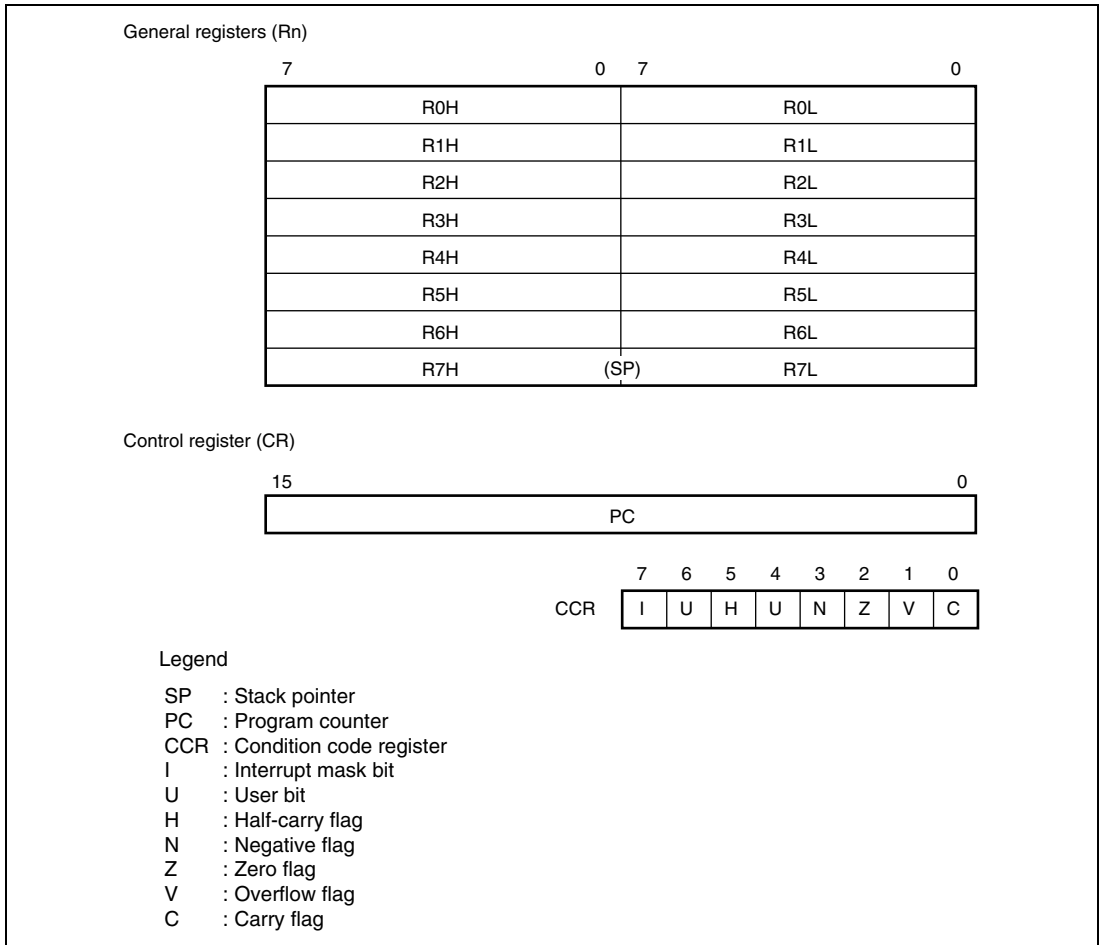 General registers (Rn)
7 0 7 0
R0H R0L
R1H R1L
R2H R2L
R3H R3L
R4H R4L
R5H R5L
R6H R6L
R7H (SP) R7L
Control register (CR)
15 0
PC
7 6 5 4 3 2 1 0
CCR I U H U N Z V C
Legend
SP : Stack pointer
PC : Program counter
CCR : Condition code register
I : Interrupt mask bit
U : User bit
H : Half-carry flag
N : Negative flag
Z : Zero flag
V : Overflow flag
C : Carry flag